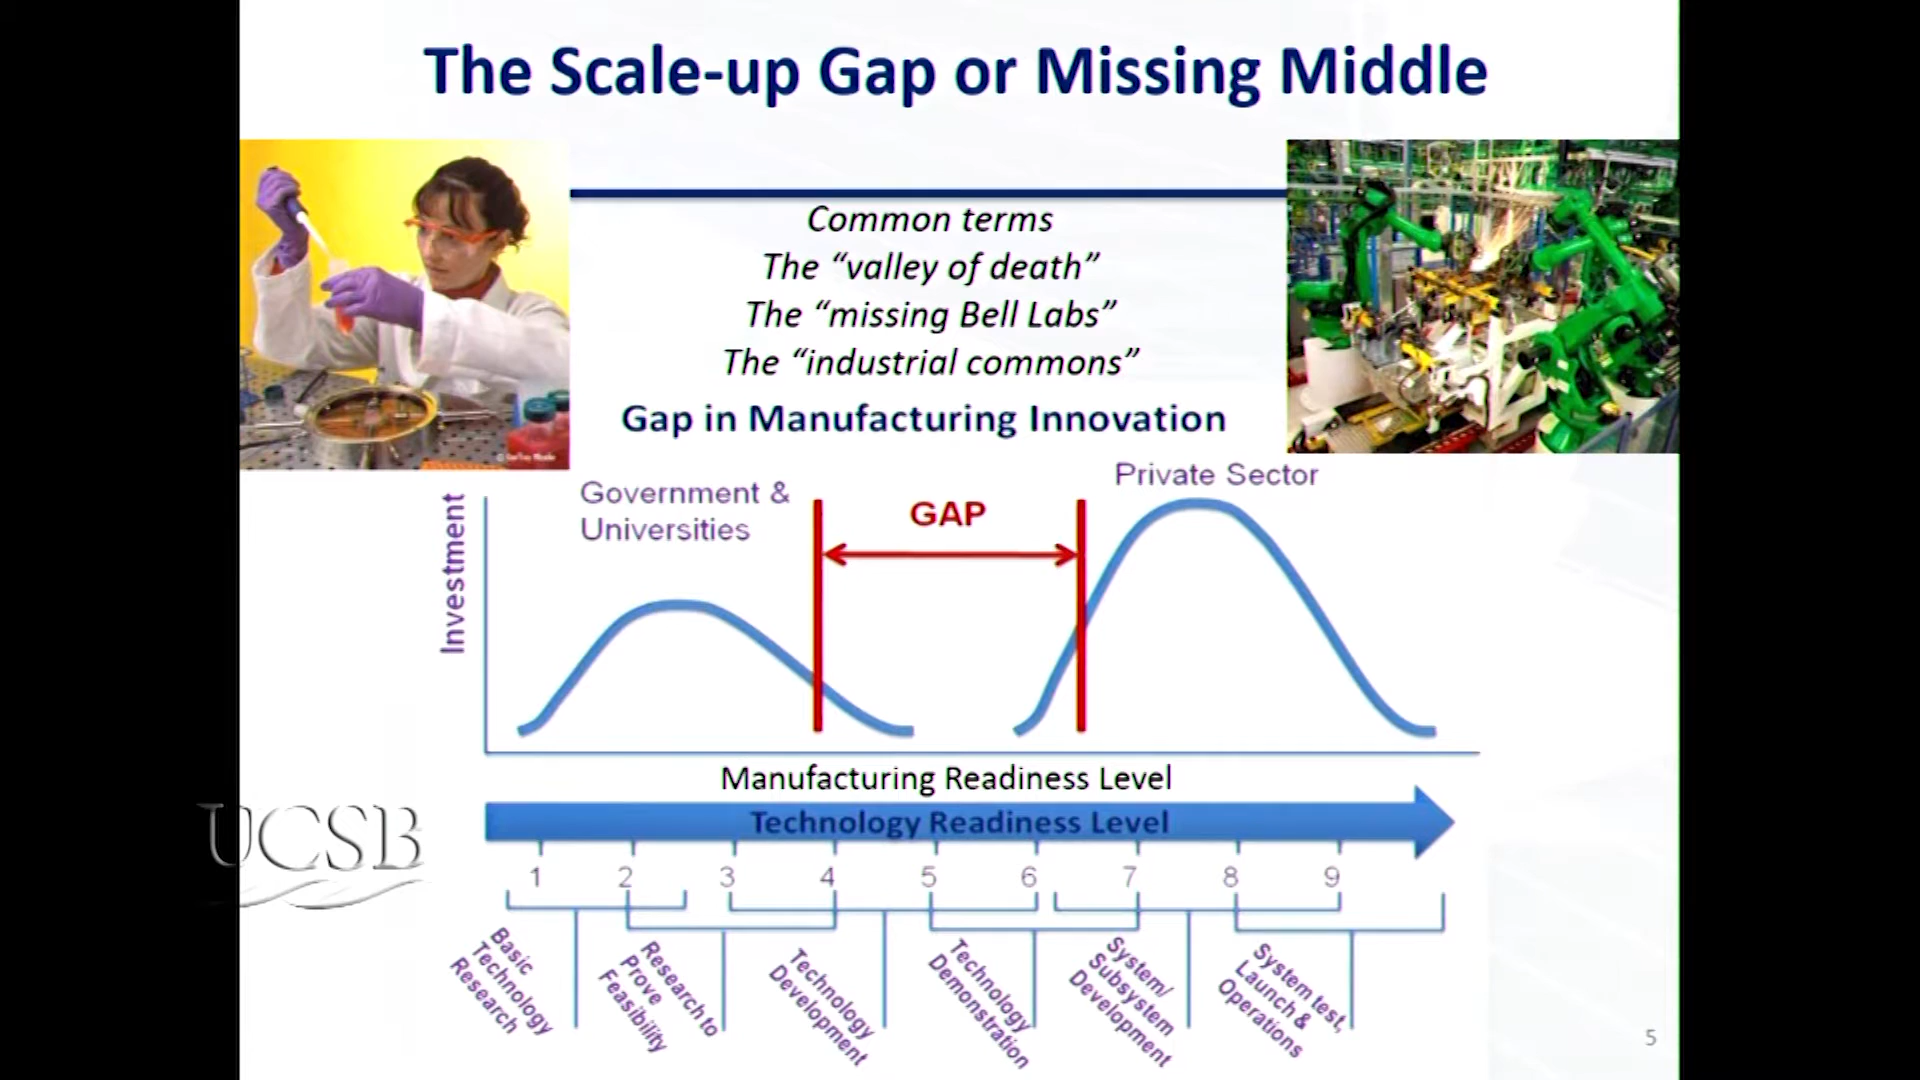 The Scale-up Gap or Missing Middle
Common terms
The “valley of death”
The “missing Bell Labs”
The “industrial commons”
Gap in Manufacturing Innovation
Government &
Universities
GAP
Private Sector
Investment
Manufacturing Readiness Level
Technology Readiness Level
1 2 3 4 5 6 7 8 9
Basic
Technology
Research
Research to
Prove
Feasibility
Technology
Development
Technology
Demonstration
System/
Subsystem
Development
System test,
Launch &
Operations
UCSB
5